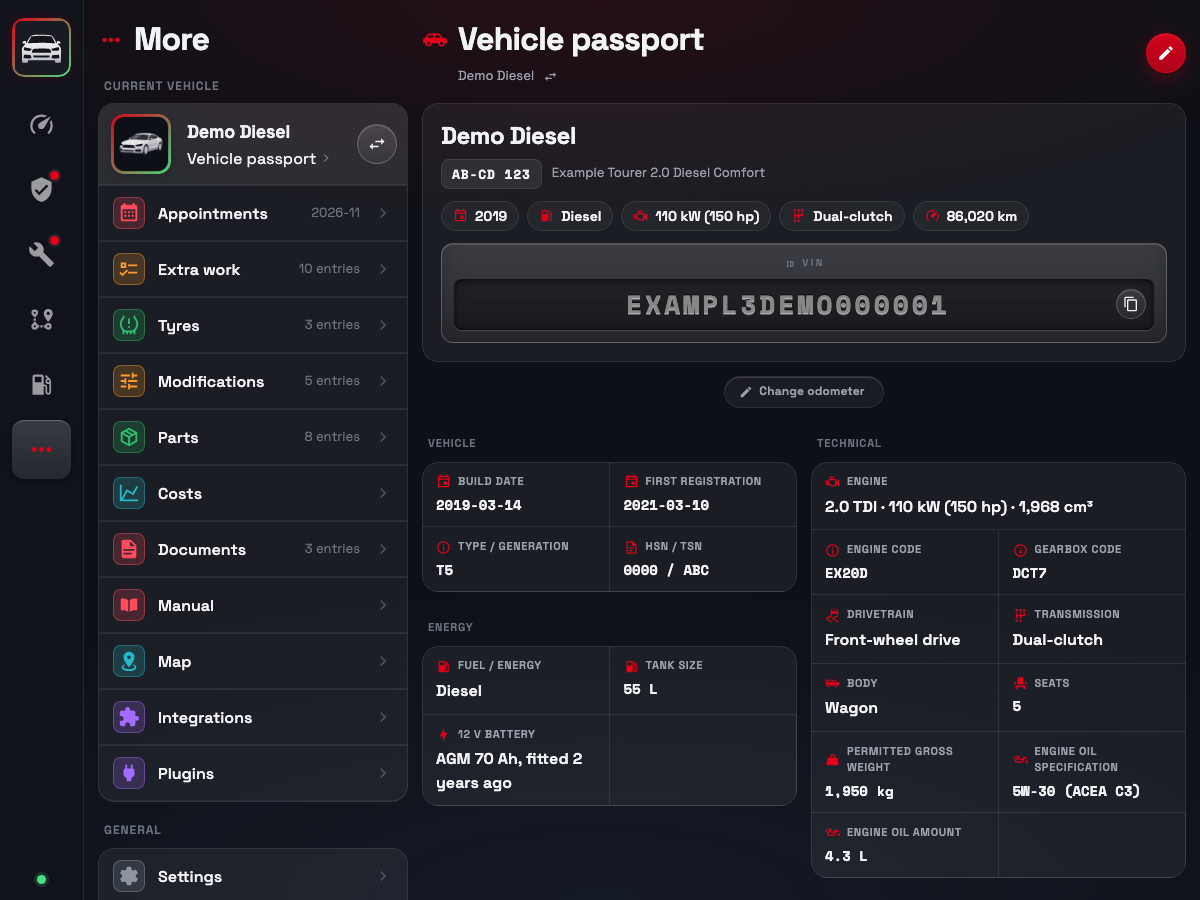 More
CURRENT VEHICLE
Demo Diesel
Vehicle passport
Appointments 2026-11
Extra work 10 entries
Tyres 3 entries
Modifications 5 entries
Parts 8 entries
Costs
Documents 3 entries
Manual
Map
Integrations
Plugins
GENERAL
Settings
Vehicle passport
Demo Diesel
Demo Diesel
AB-CD 123 Example Tourer 2.0 Diesel Comfort
2019 Diesel 110 kW (150 hp) Dual-clutch 86,020 km
ID VIN
EXAMPL3DEMO000001
Change odometer
VEHICLE
BUILD DATE
2019-03-14
FIRST REGISTRATION
2021-03-10
TYPE / GENERATION
T5
HSN / TSN
0000 / ABC
ENERGY
FUEL / ENERGY
Diesel
TANK SIZE
55 L
12 V BATTERY
AGM 70 Ah, fitted 2
years ago
TECHNICAL
ENGINE
2.0 TDI · 110 kW (150 hp) · 1,968 cm³
ENGINE CODE
EX20D
GEARBOX CODE
DCT7
DRIVETRAIN
Front-wheel drive
TRANSMISSION
Dual-clutch
BODY
Wagon
SEATS
5
PERMITTED GROSS
WEIGHT
1,950 kg
ENGINE OIL
SPECIFICATION
5W-30 (ACEA C3)
ENGINE OIL AMOUNT
4.3 L